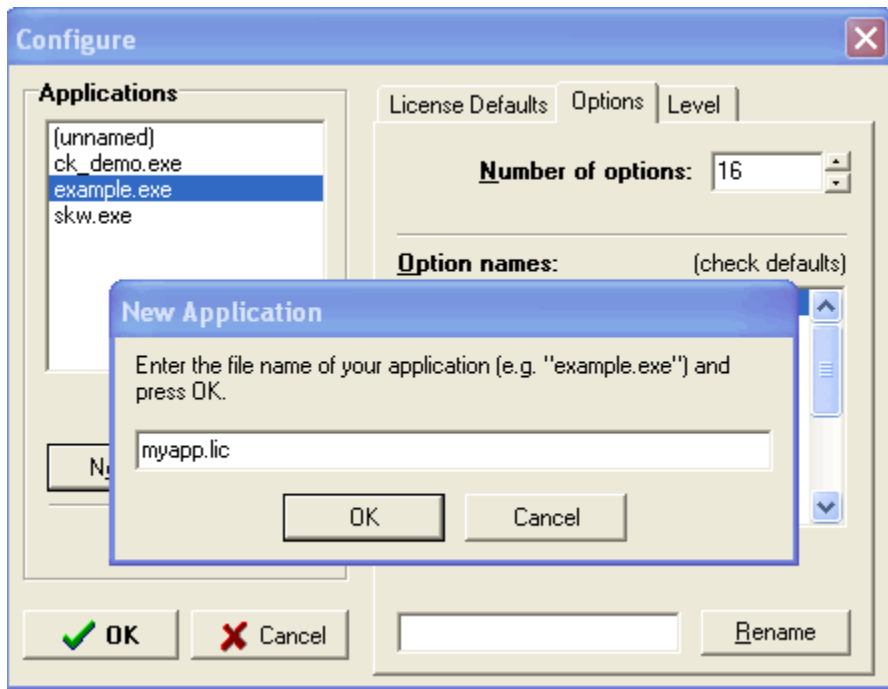 Configure
Applications
(unnamed)
ck_demo.exe
example.exe
skw.exe
License Defaults Options Level
Number of options: 16
Option names: (check defaults)
New Application
Enter the file name of your application (e.g. "example.exe") and
press OK.
myapp.lic
OK Cancel
OK Cancel
Rename